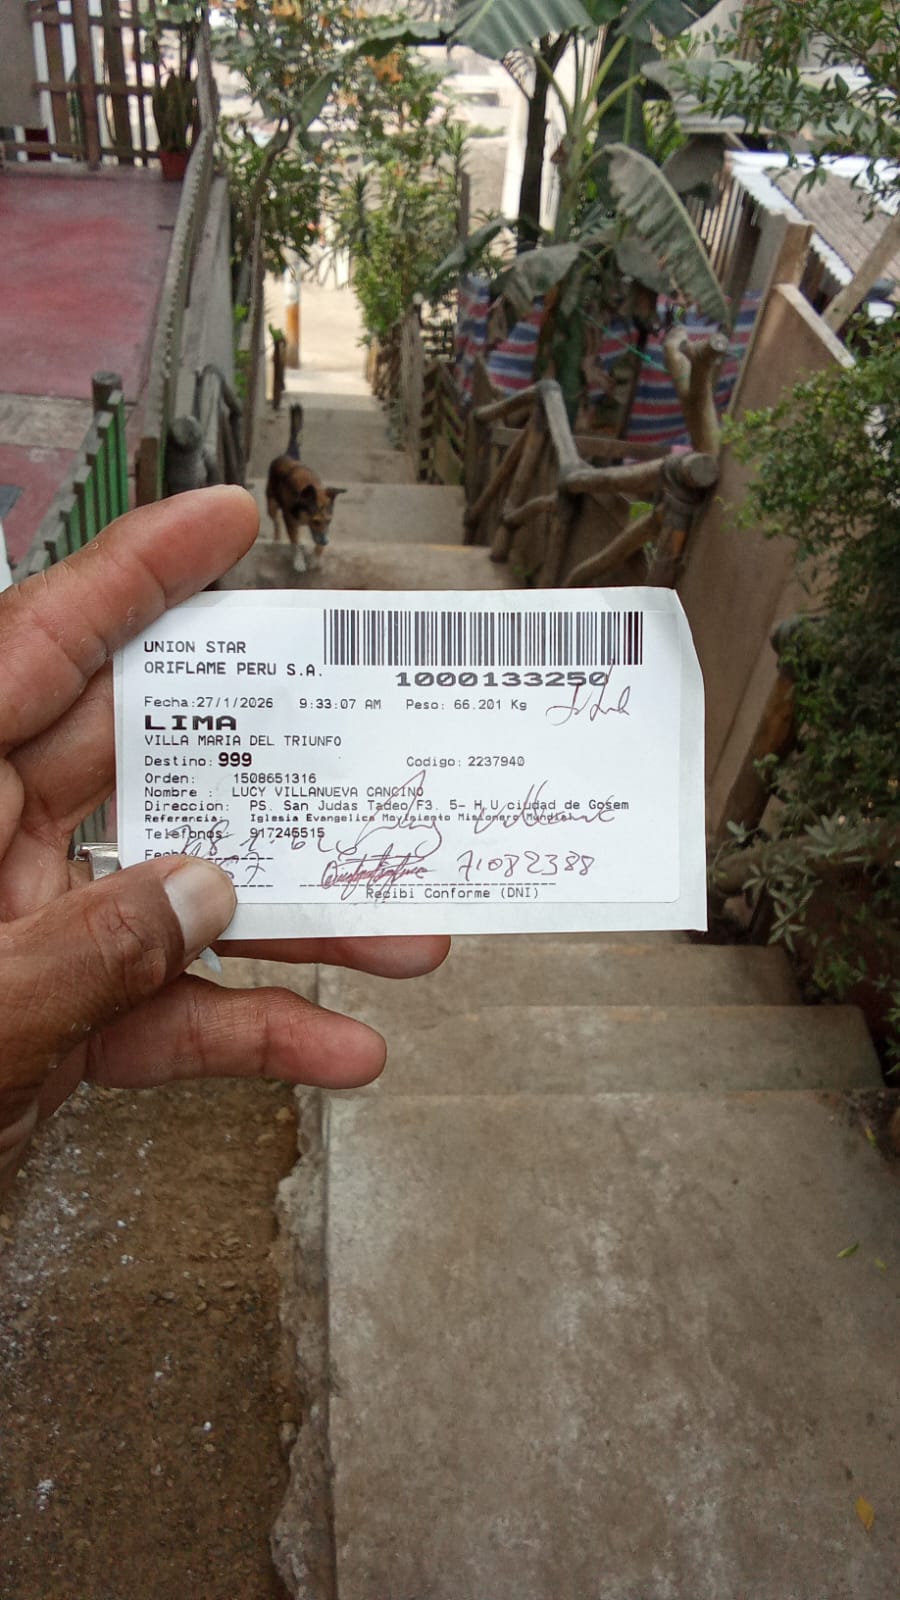 UNION STAR
ORIFLAME PERU S.A.
1000133250
Fecha:27/1/2026 9:33:07 AM Peso: 66.201 Kg
LIMA
VILLA MARIA DEL TRIUNFO
Destino: 999 Codigo: 2237940
Orden: 1508651316
Nombre : LUCY VILLANUEVA CANCINO
Direccion: PS. San Judas Tadeo F3. 5- H.U ciudad de Gosem
Referencia: Iglesia Evangelica Movimiento Misionero Mundial
Telefonos: 917246515
Fecha
71082388
Recibi Conforme (DNI)